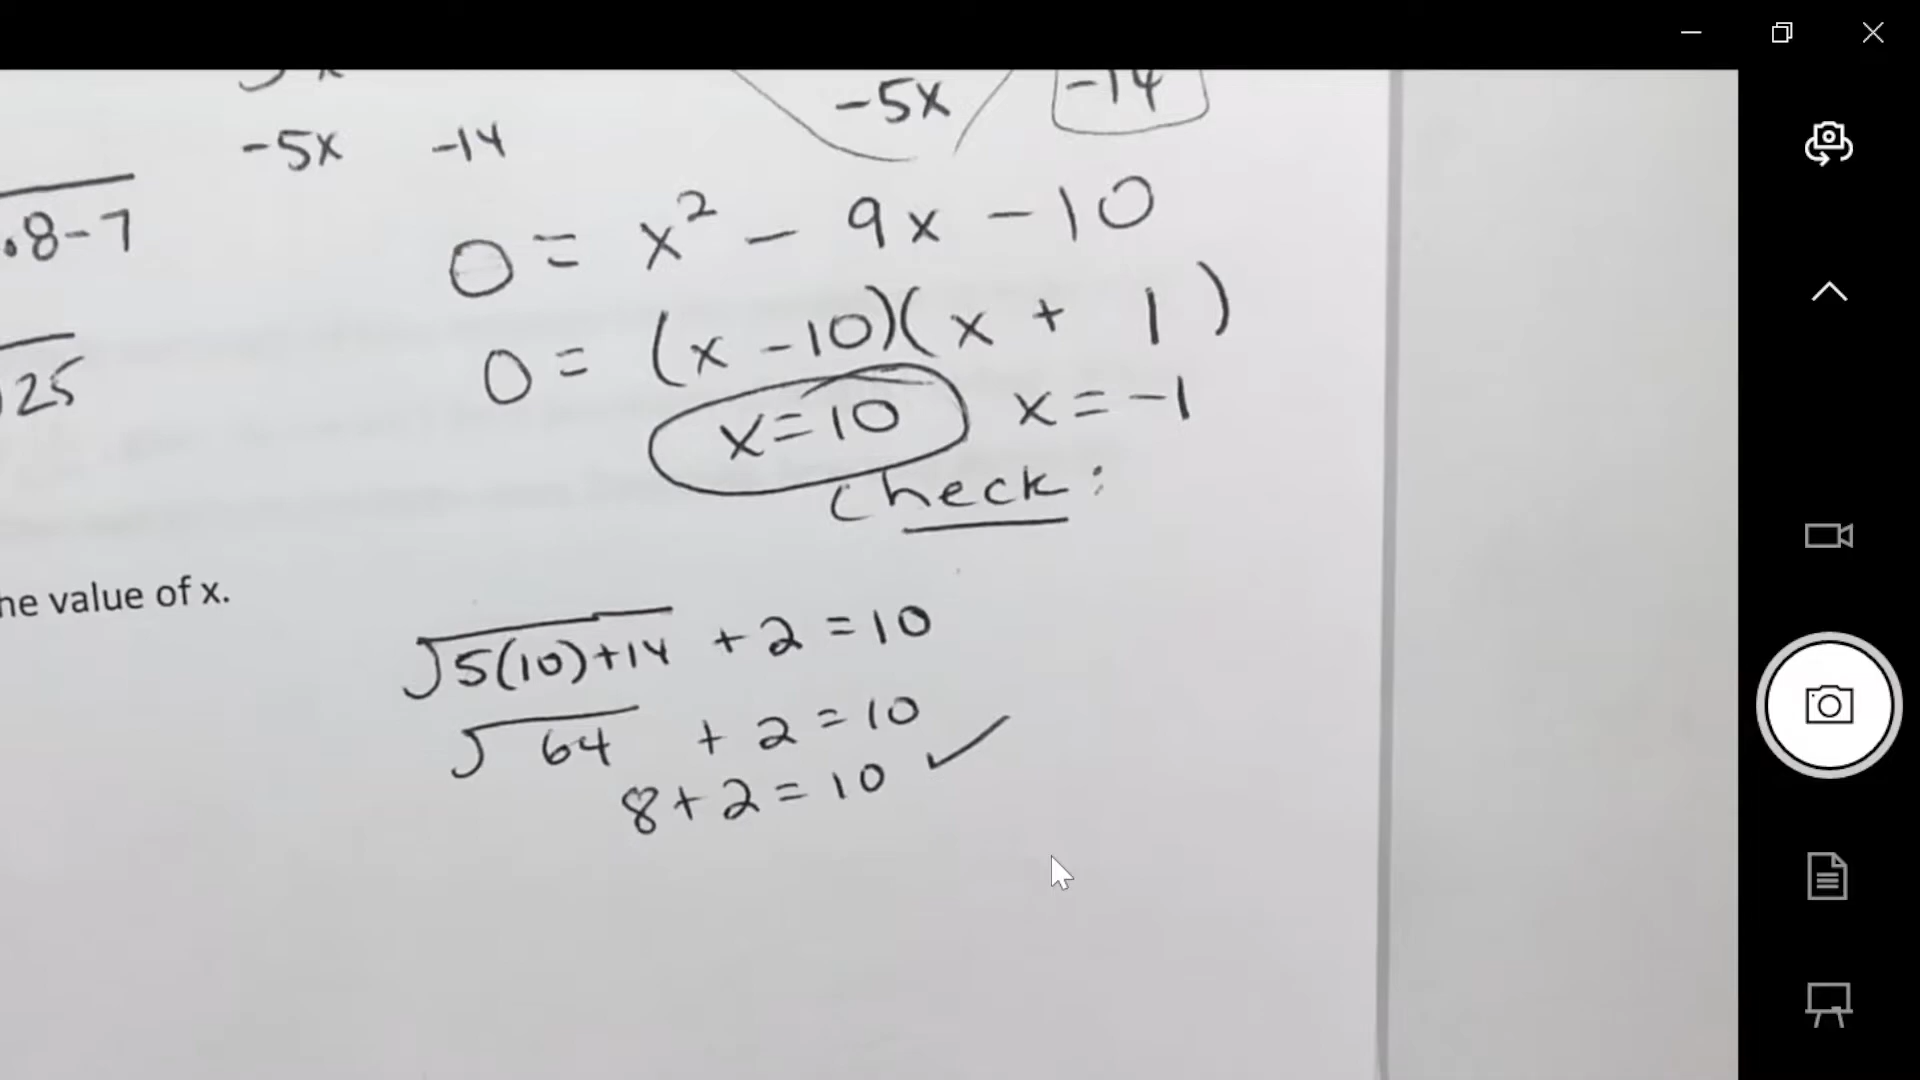 -5x -14
-5x -14
.8-7
25
0 = x² - 9x - 10
0 = (x - 10)(x + 1)
x = 10 x = -1
check:
he value of x.
√5(10)+14 + 2 = 10
√64 + 2 = 10
8 + 2 = 10 ✓